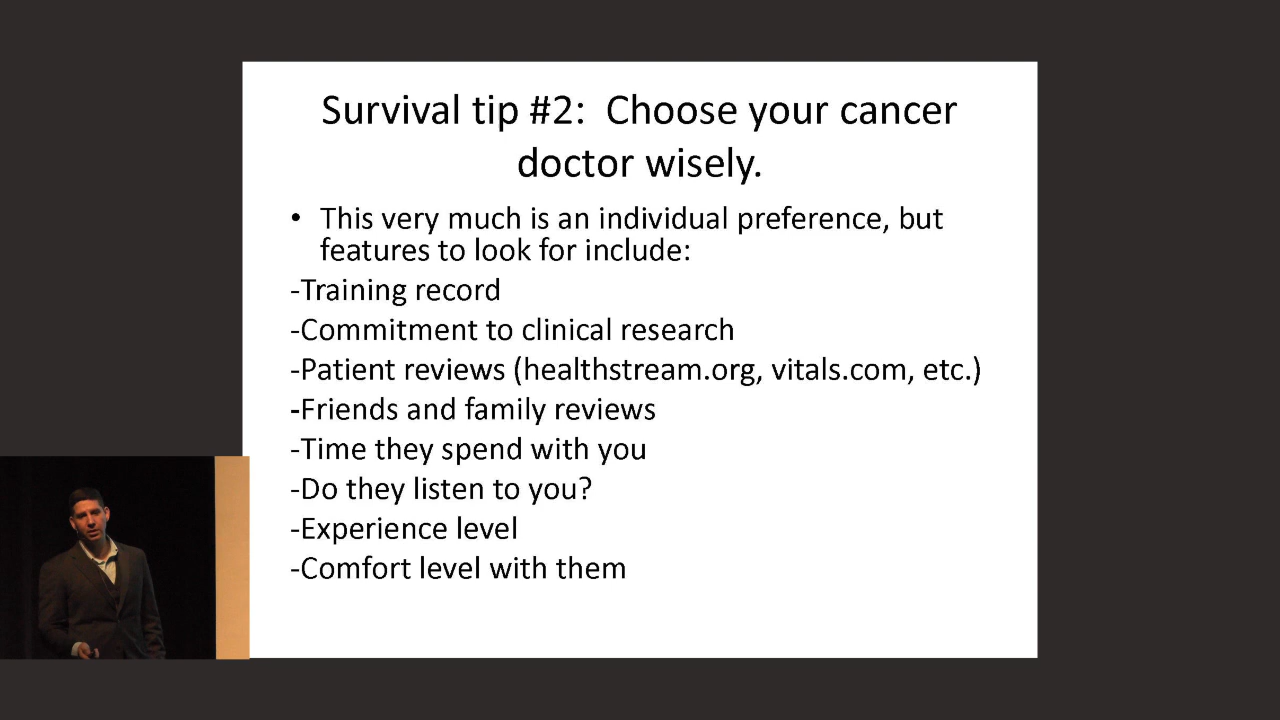 Survival tip #2:  Choose your cancer
doctor wisely.
• This very much is an individual preference, but
features to look for include:
-Training record
-Commitment to clinical research
-Patient reviews (healthstream.org, vitals.com, etc.)
-Friends and family reviews
-Time they spend with you
-Do they listen to you?
-Experience level
-Comfort level with them